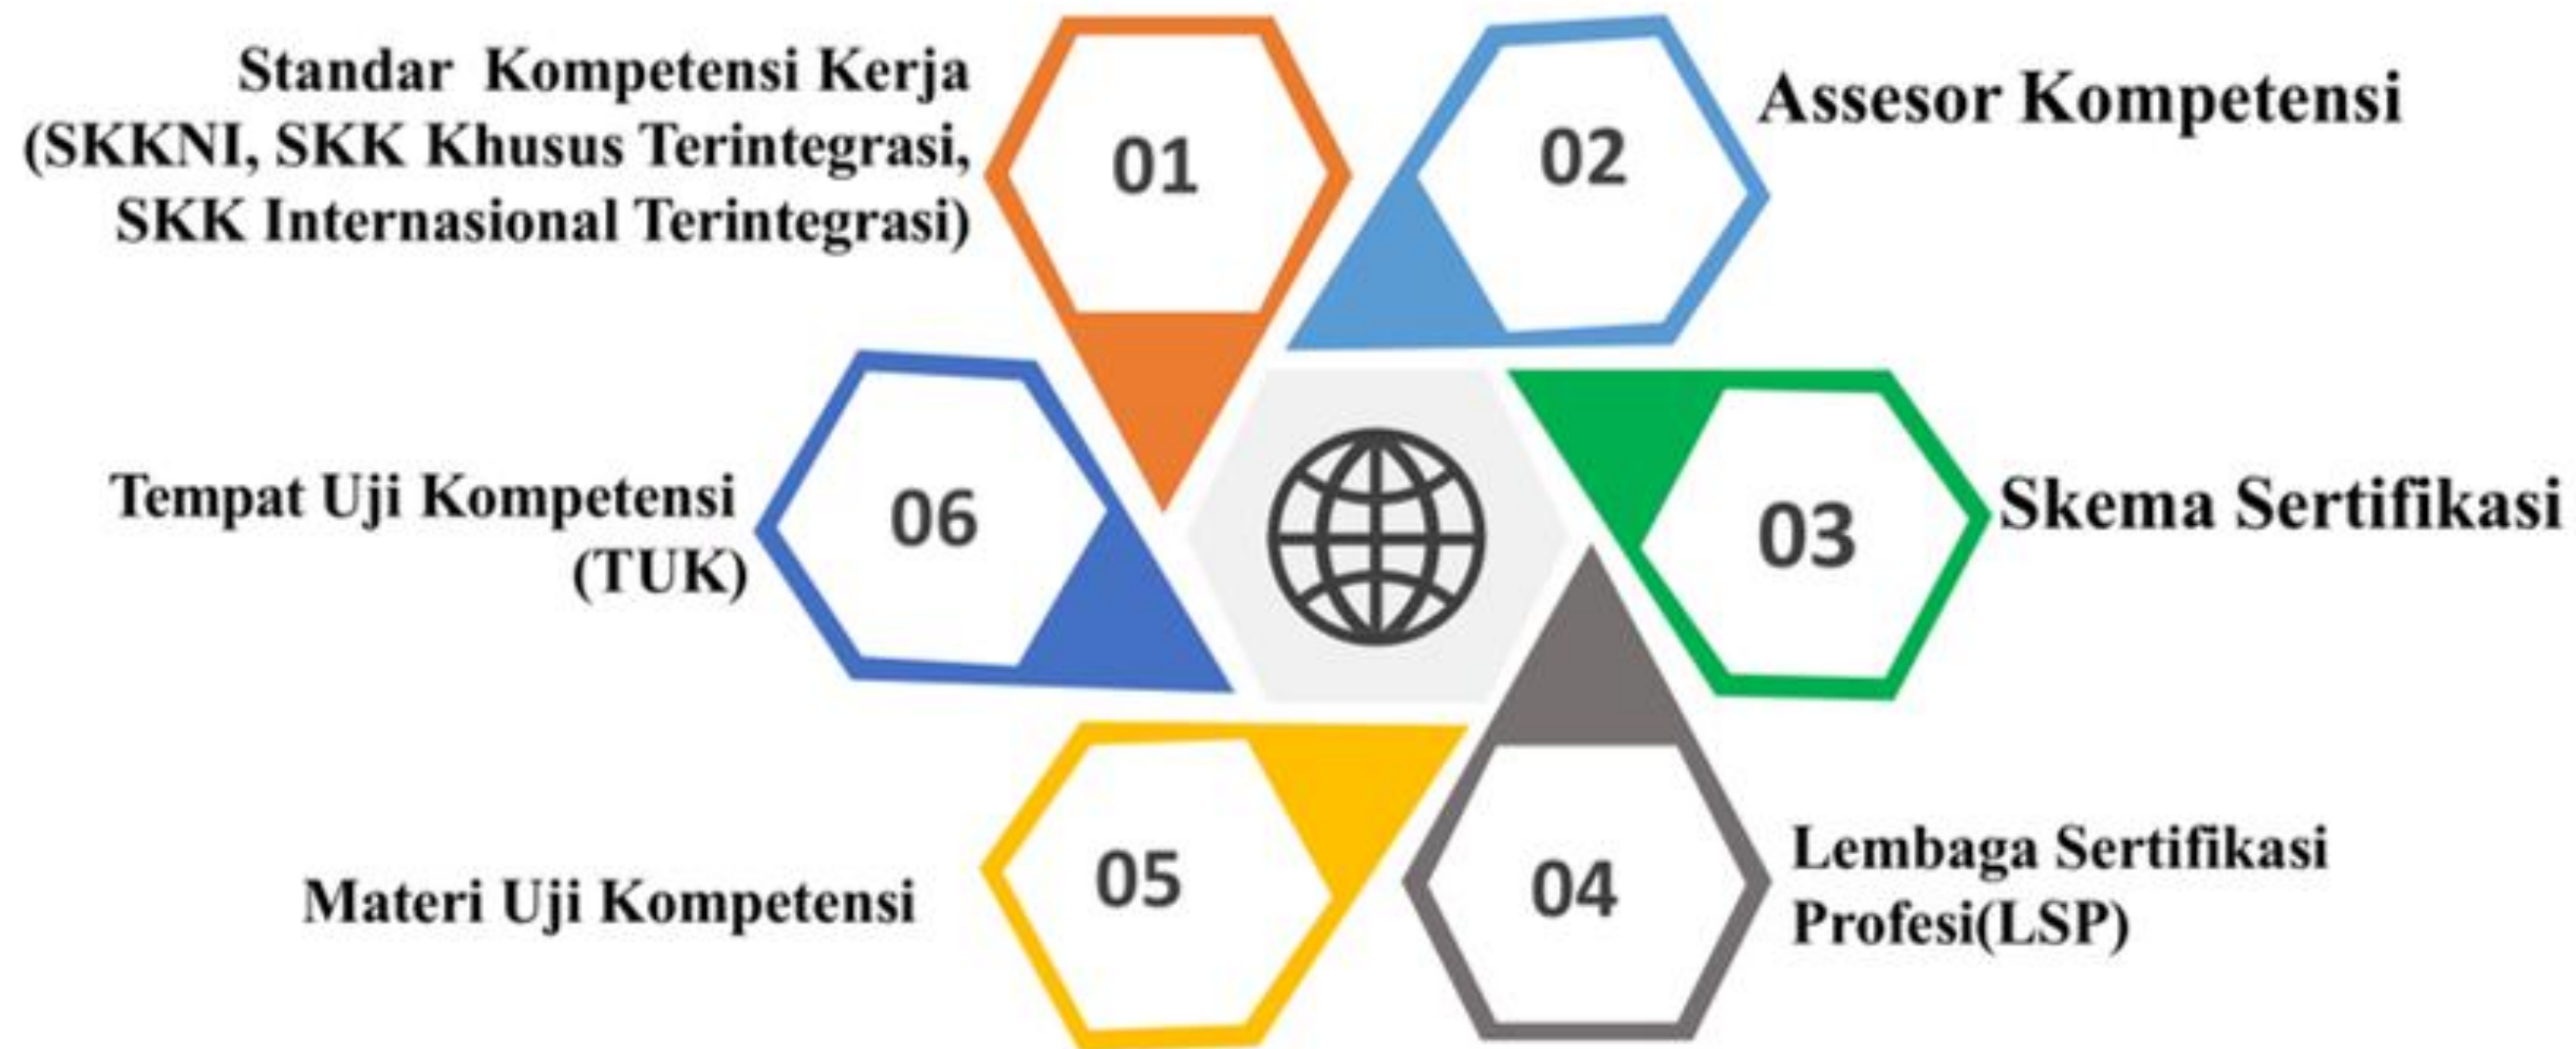 Standar Kompetensi Kerja
(SKKNI, SKK Khusus Terintegrasi,
SKK Internasional Terintegrasi)
01
02
Assesor Kompetensi
03
Skema Sertifikasi
04
Lembaga Sertifikasi
Profesi(LSP)
05
Materi Uji Kompetensi
06
Tempat Uji Kompetensi
(TUK)